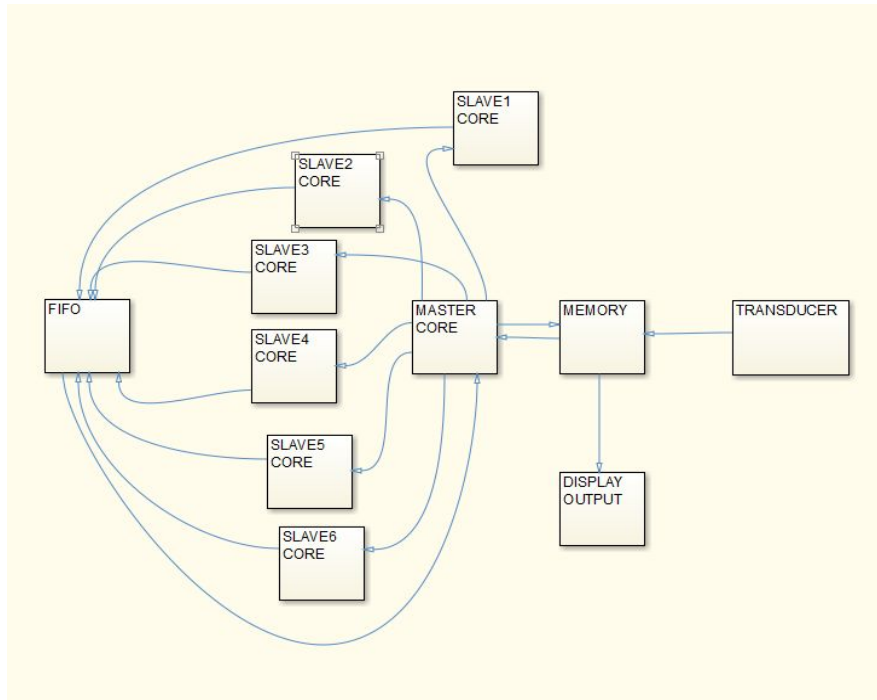 SLAVE1
CORE
SLAVE2
CORE
SLAVE3
CORE
FIFO
MASTER
CORE
MEMORY
TRANSDUCER
SLAVE4
CORE
SLAVE5
CORE
DISPLAY
OUTPUT
SLAVE6
CORE